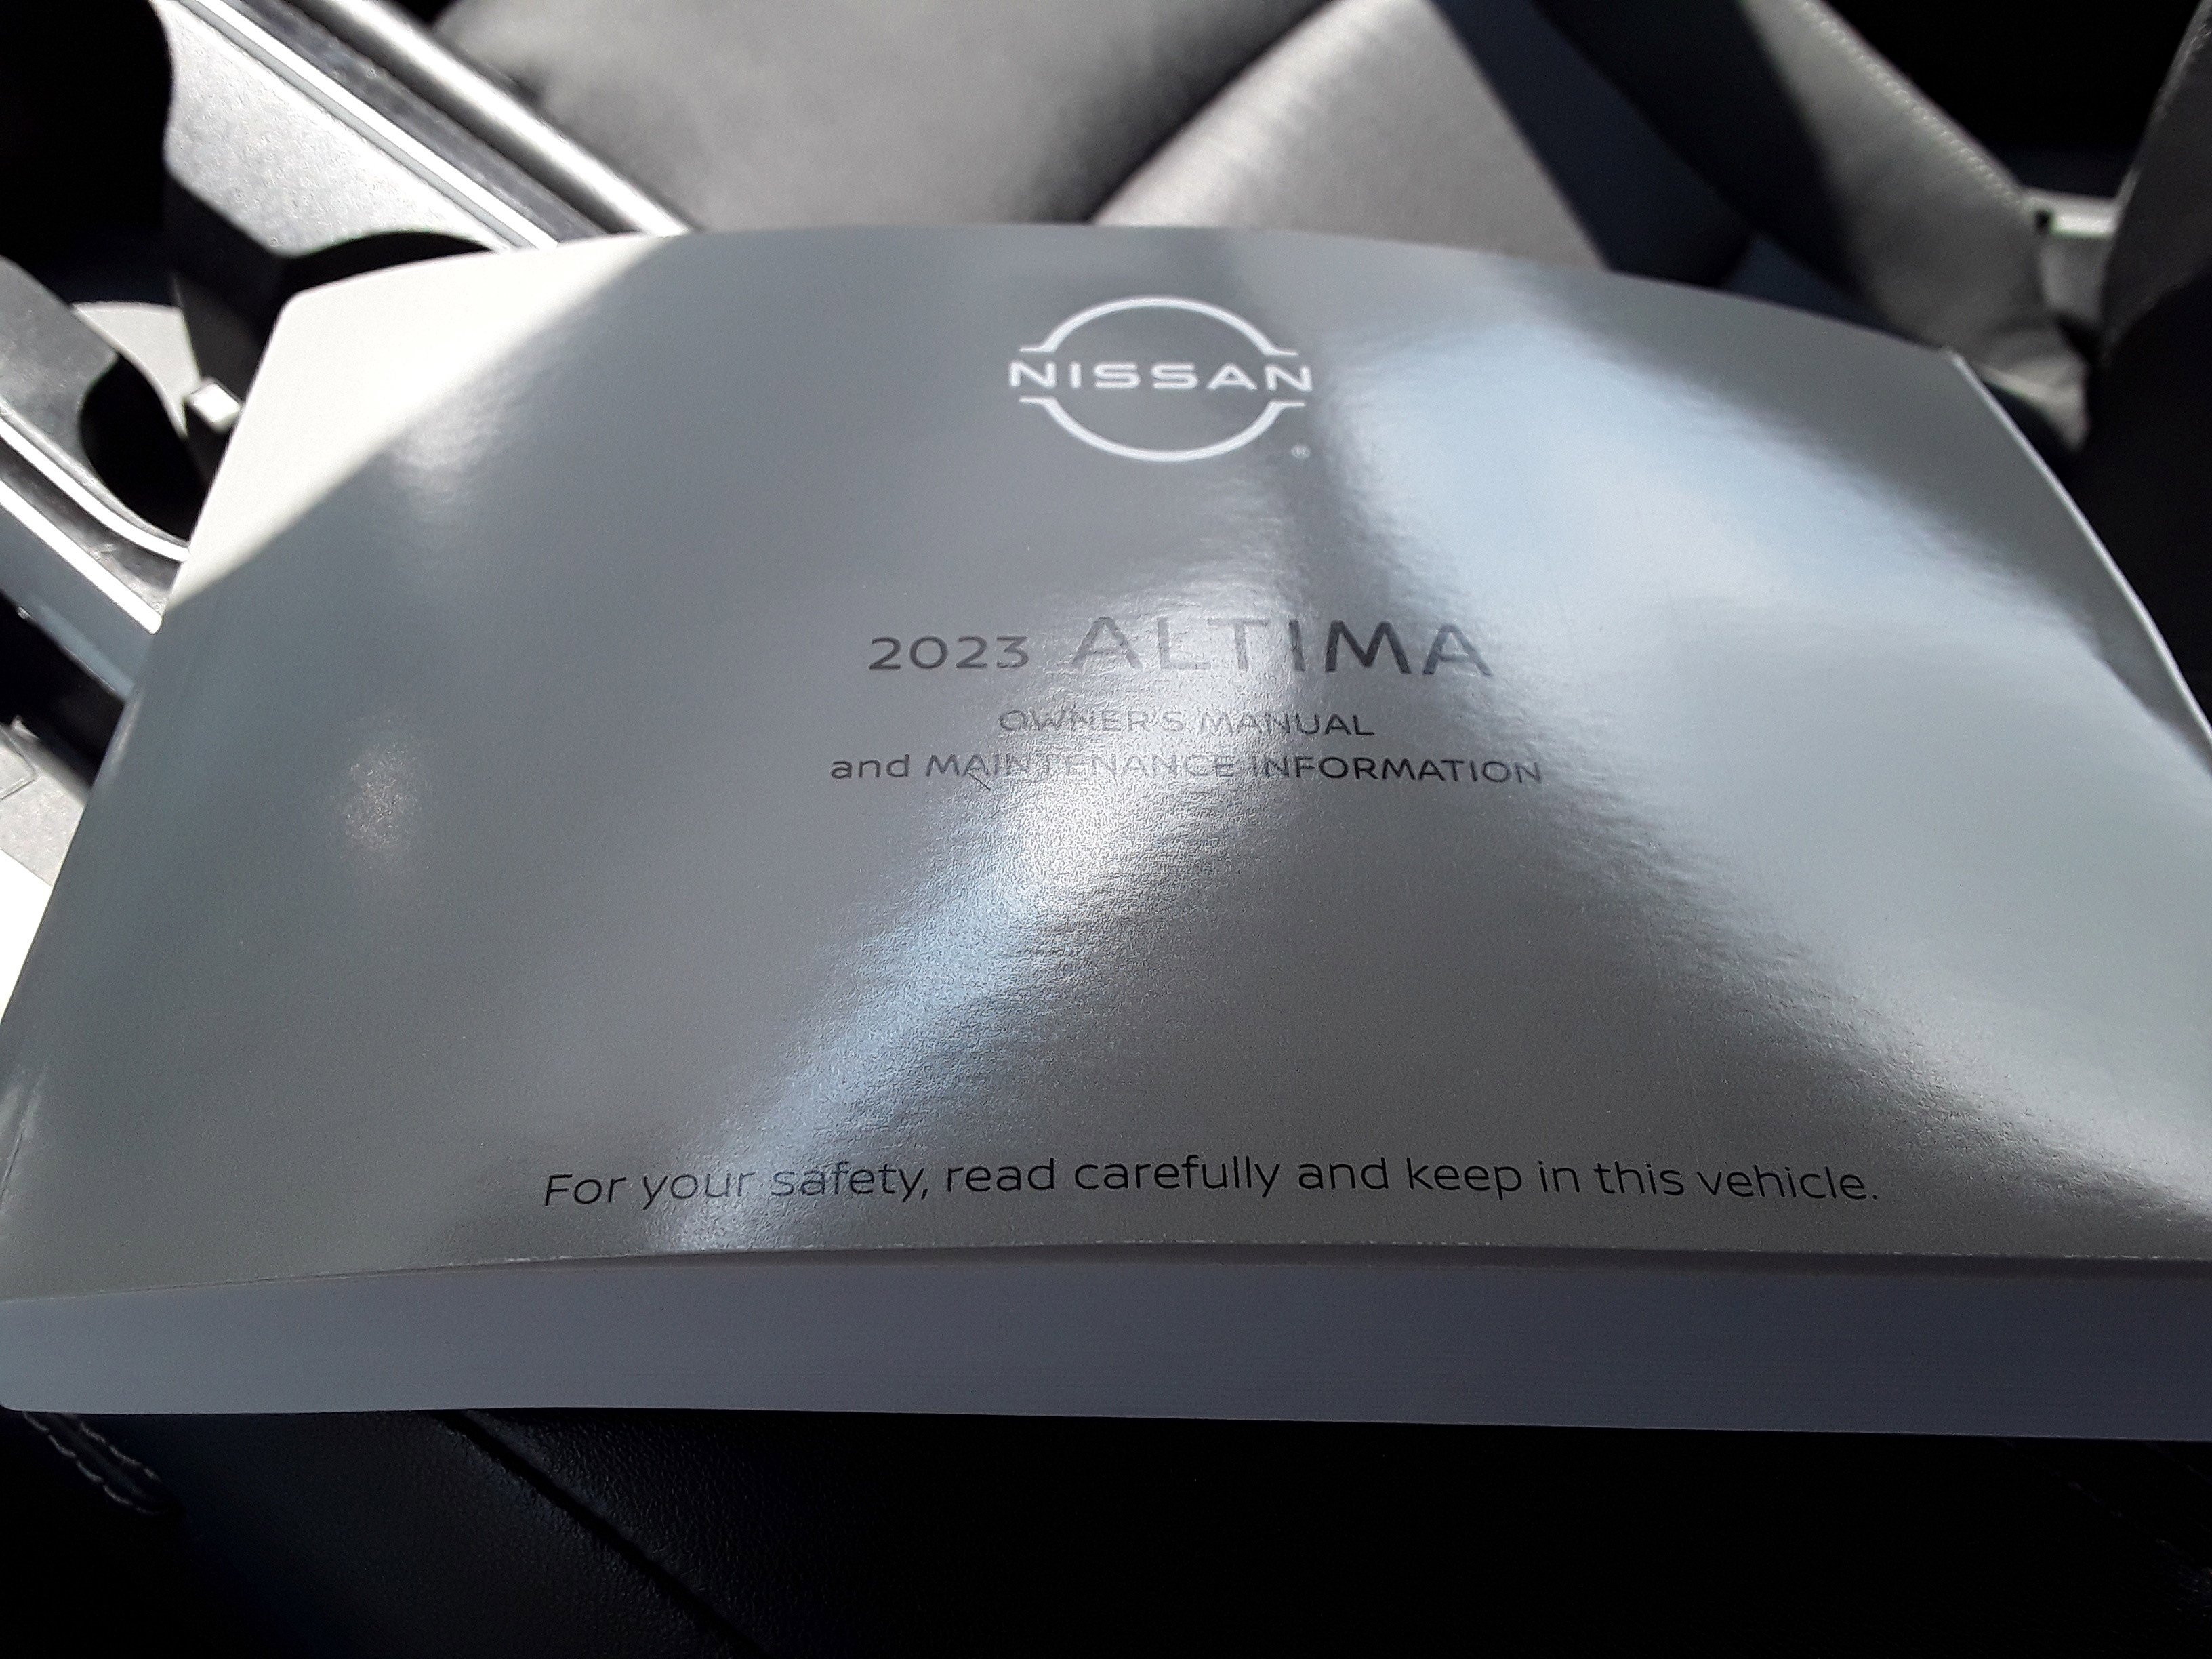 NISSAN
®
2023 ALTIMA
OWNER'S MANUAL
and MAINTENANCE INFORMATION
For your safety, read carefully and keep in this vehicle.